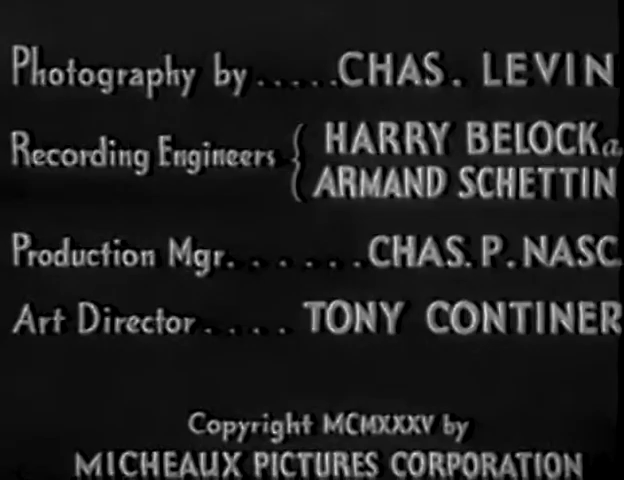 Photography by.....CHAS. LEVIN
Recording Engineers { HARRY BELOCK a
ARMAND SCHETTIN
Production Mgr.......CHAS. P. NASC
Art Director.... TONY CONTINER
Copyright MCMXXXV by
MICHEAUX PICTURES CORPORATION